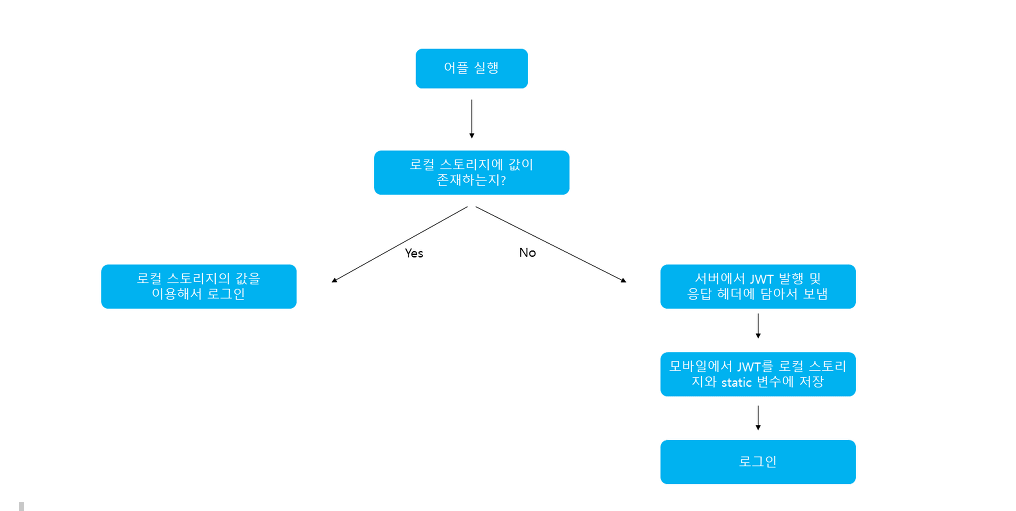 어플 실행
로컬 스토리지에 값이
존재하는지?
Yes
No
로컬 스토리지의 값을
이용해서 로그인
서버에서 JWT 발행 및
응답 헤더에 담아서 보냄
모바일에서 JWT를 로컬 스토리
지와 static 변수에 저장
로그인